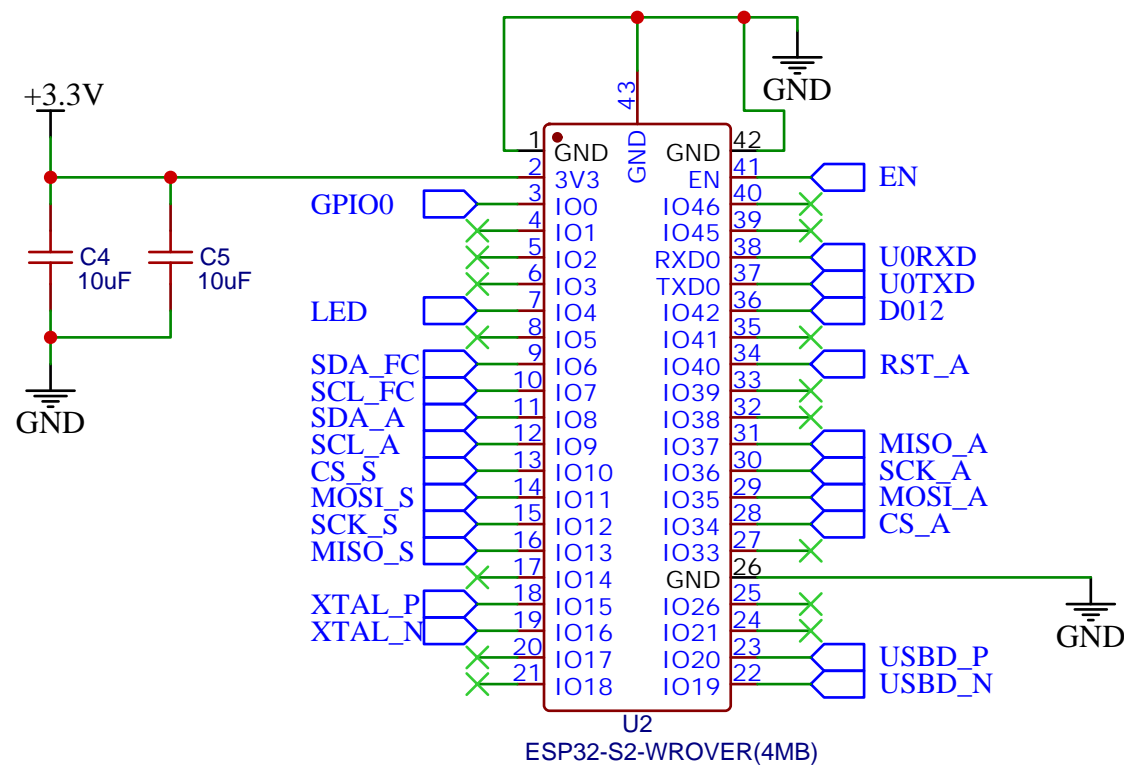 +3.3V
C4
10uF
C5
10uF
GND
GND
GND
GPIO0
LED
SDA_FC
SCL_FC
SDA_A
SCL_A
CS_S
MOSI_S
SCK_S
MISO_S
XTAL_P
XTAL_N
43
GND
1 GND
2 3V3
3 IO0
4 IO1
5 IO2
6 IO3
7 IO4
8 IO5
9 IO6
10 IO7
11 IO8
12 IO9
13 IO10
14 IO11
15 IO12
16 IO13
17 IO14
18 IO15
19 IO16
20 IO17
21 IO18
GND 42
EN 41
IO46 40
IO45 39
RXD0 38
TXD0 37
IO42 36
IO41 35
IO40 34
IO39 33
IO38 32
IO37 31
IO36 30
IO35 29
IO34 28
IO33 27
GND 26
IO26 25
IO21 24
IO20 23
IO19 22
EN
U0RXD
U0TXD
D012
RST_A
MISO_A
SCK_A
MOSI_A
CS_A
USBD_P
USBD_N
U2
ESP32-S2-WROVER(4MB)